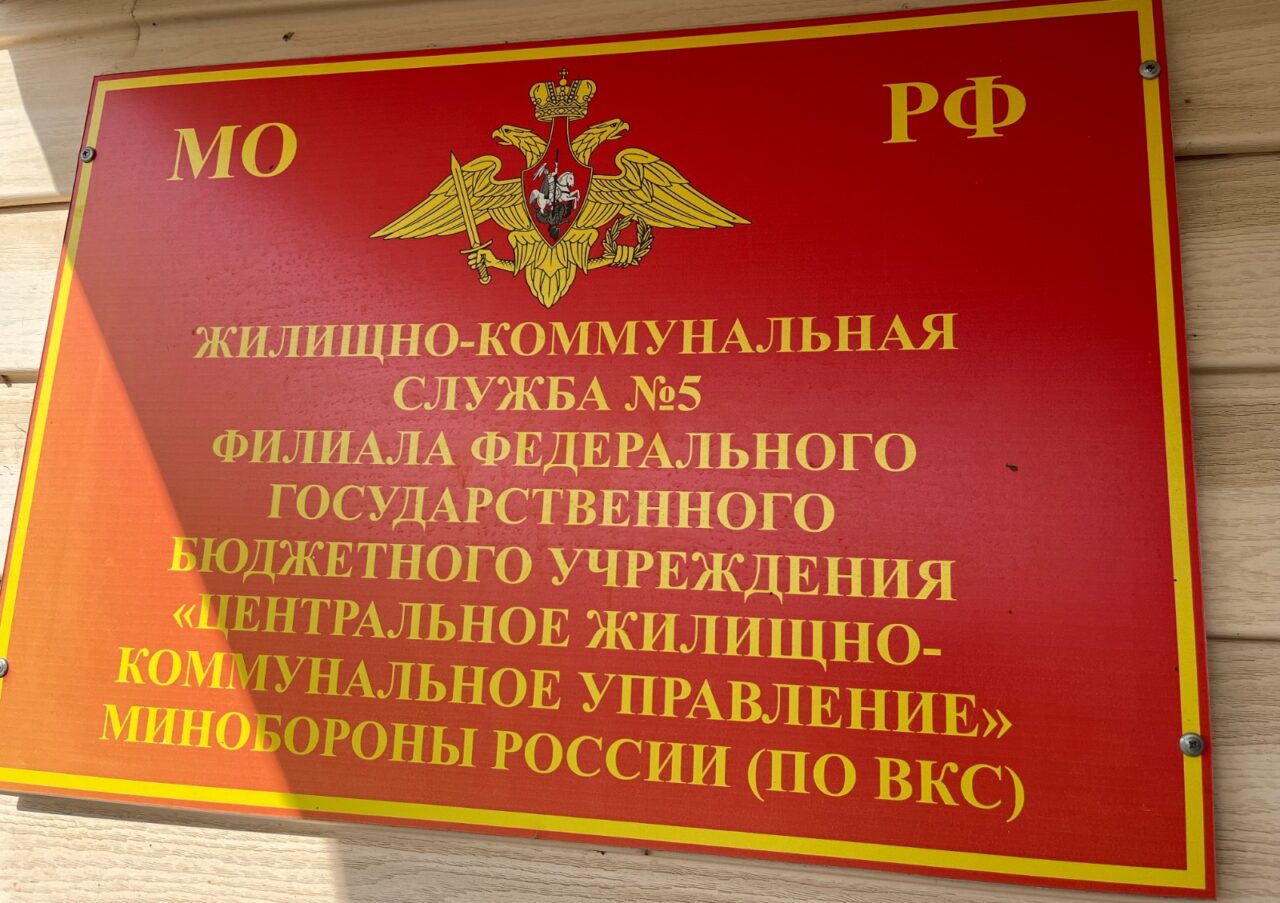 МО РФ
ЖИЛИЩНО-КОММУНАЛЬНАЯ
СЛУЖБА №5
ФИЛИАЛА ФЕДЕРАЛЬНОГО
ГОСУДАРСТВЕННОГО
БЮДЖЕТНОГО УЧРЕЖДЕНИЯ
«ЦЕНТРАЛЬНОЕ ЖИЛИЩНО-
КОММУНАЛЬНОЕ УПРАВЛЕНИЕ»
МИНОБОРОНЫ РОССИИ (ПО ВКС)